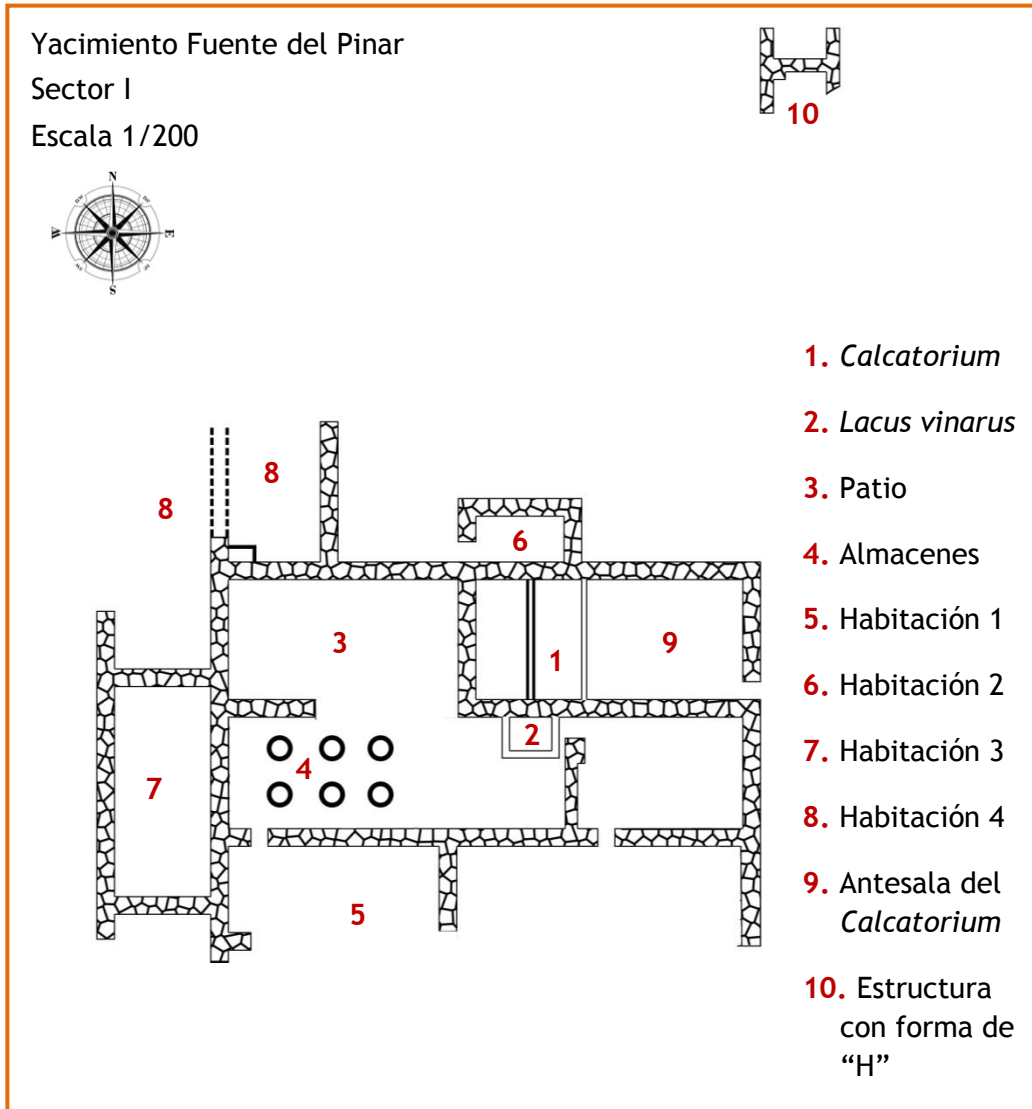 Yacimiento Fuente del Pinar
Sector I
Escala 1/200
N
W
E
S
10
1. Calcatorium
2. Lacus vinarus
3. Patio
4. Almacenes
5. Habitación 1
6. Habitación 2
7. Habitación 3
8. Habitación 4
9. Antesala del
Calcatorium
10. Estructura
con forma de
“H”
8
8
6
3
1
9
2
4
7
5